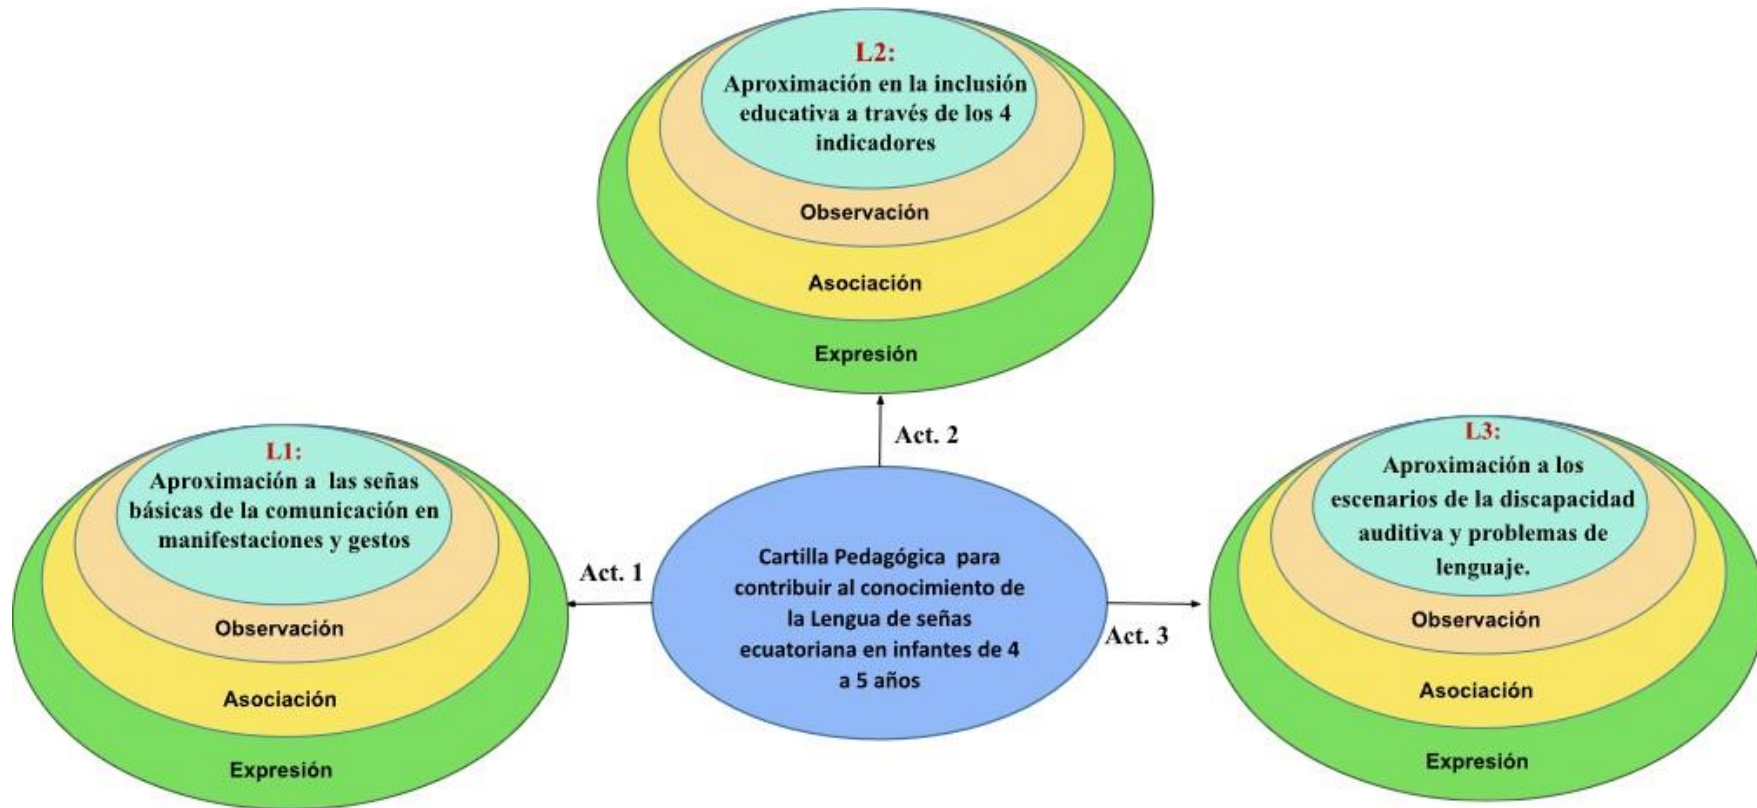 L2:
Aproximación en la inclusión
educativa a través de los 4
indicadores
Observación
Asociación
Expresión
Act. 2
L1:
Aproximación a las señas
básicas de la comunicación en
manifestaciones y gestos
Observación
Asociación
Expresión
Act. 1
Cartilla Pedagógica para
contribuir al conocimiento de
la Lengua de señas
ecuatoriana en infantes de 4
a 5 años
Act. 3
L3:
Aproximación a los
escenarios de la discapacidad
auditiva y problemas de
lenguaje.
Observación
Asociación
Expresión